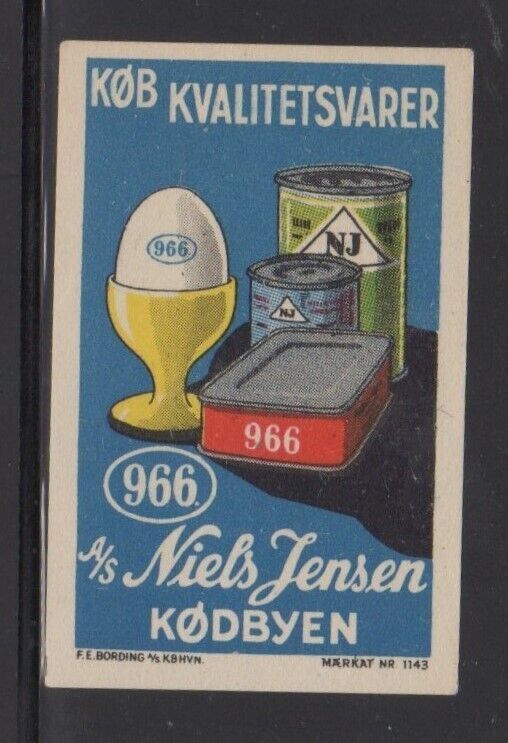 KØB KVALITETSVARER
966.
NJ
NJ
966
966.
A/S Niels Jensen
KØDBYEN
F.E. BORDING A/S KBHVN.
MÆRKAT NR 1143